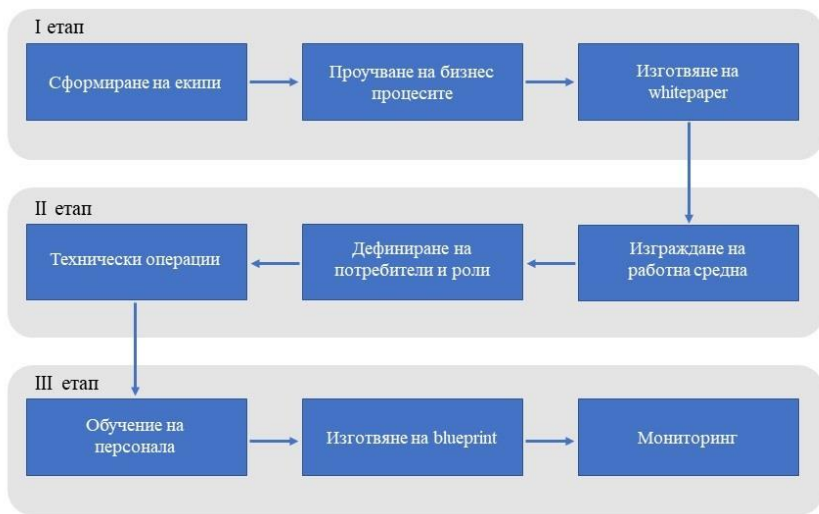 I етап
Сформиране на екипи
Проучване на бизнес
процесите
Изготвяне на
whitepaper
II етап
Технически операции
Дефиниране на
потребители и роли
Изграждане на
работна средна
III етап
Обучение на
персонала
Изготвяне на blueprint
Мониторинг